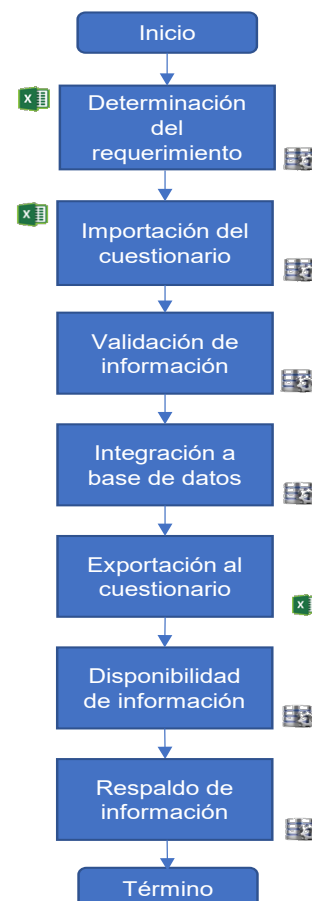 Inicio
Determinación
del
requerimiento
Importación del
cuestionario
Validación de
información
Integración a
base de datos
Exportación al
cuestionario
Disponibilidad
de información
Respaldo de
información
Término